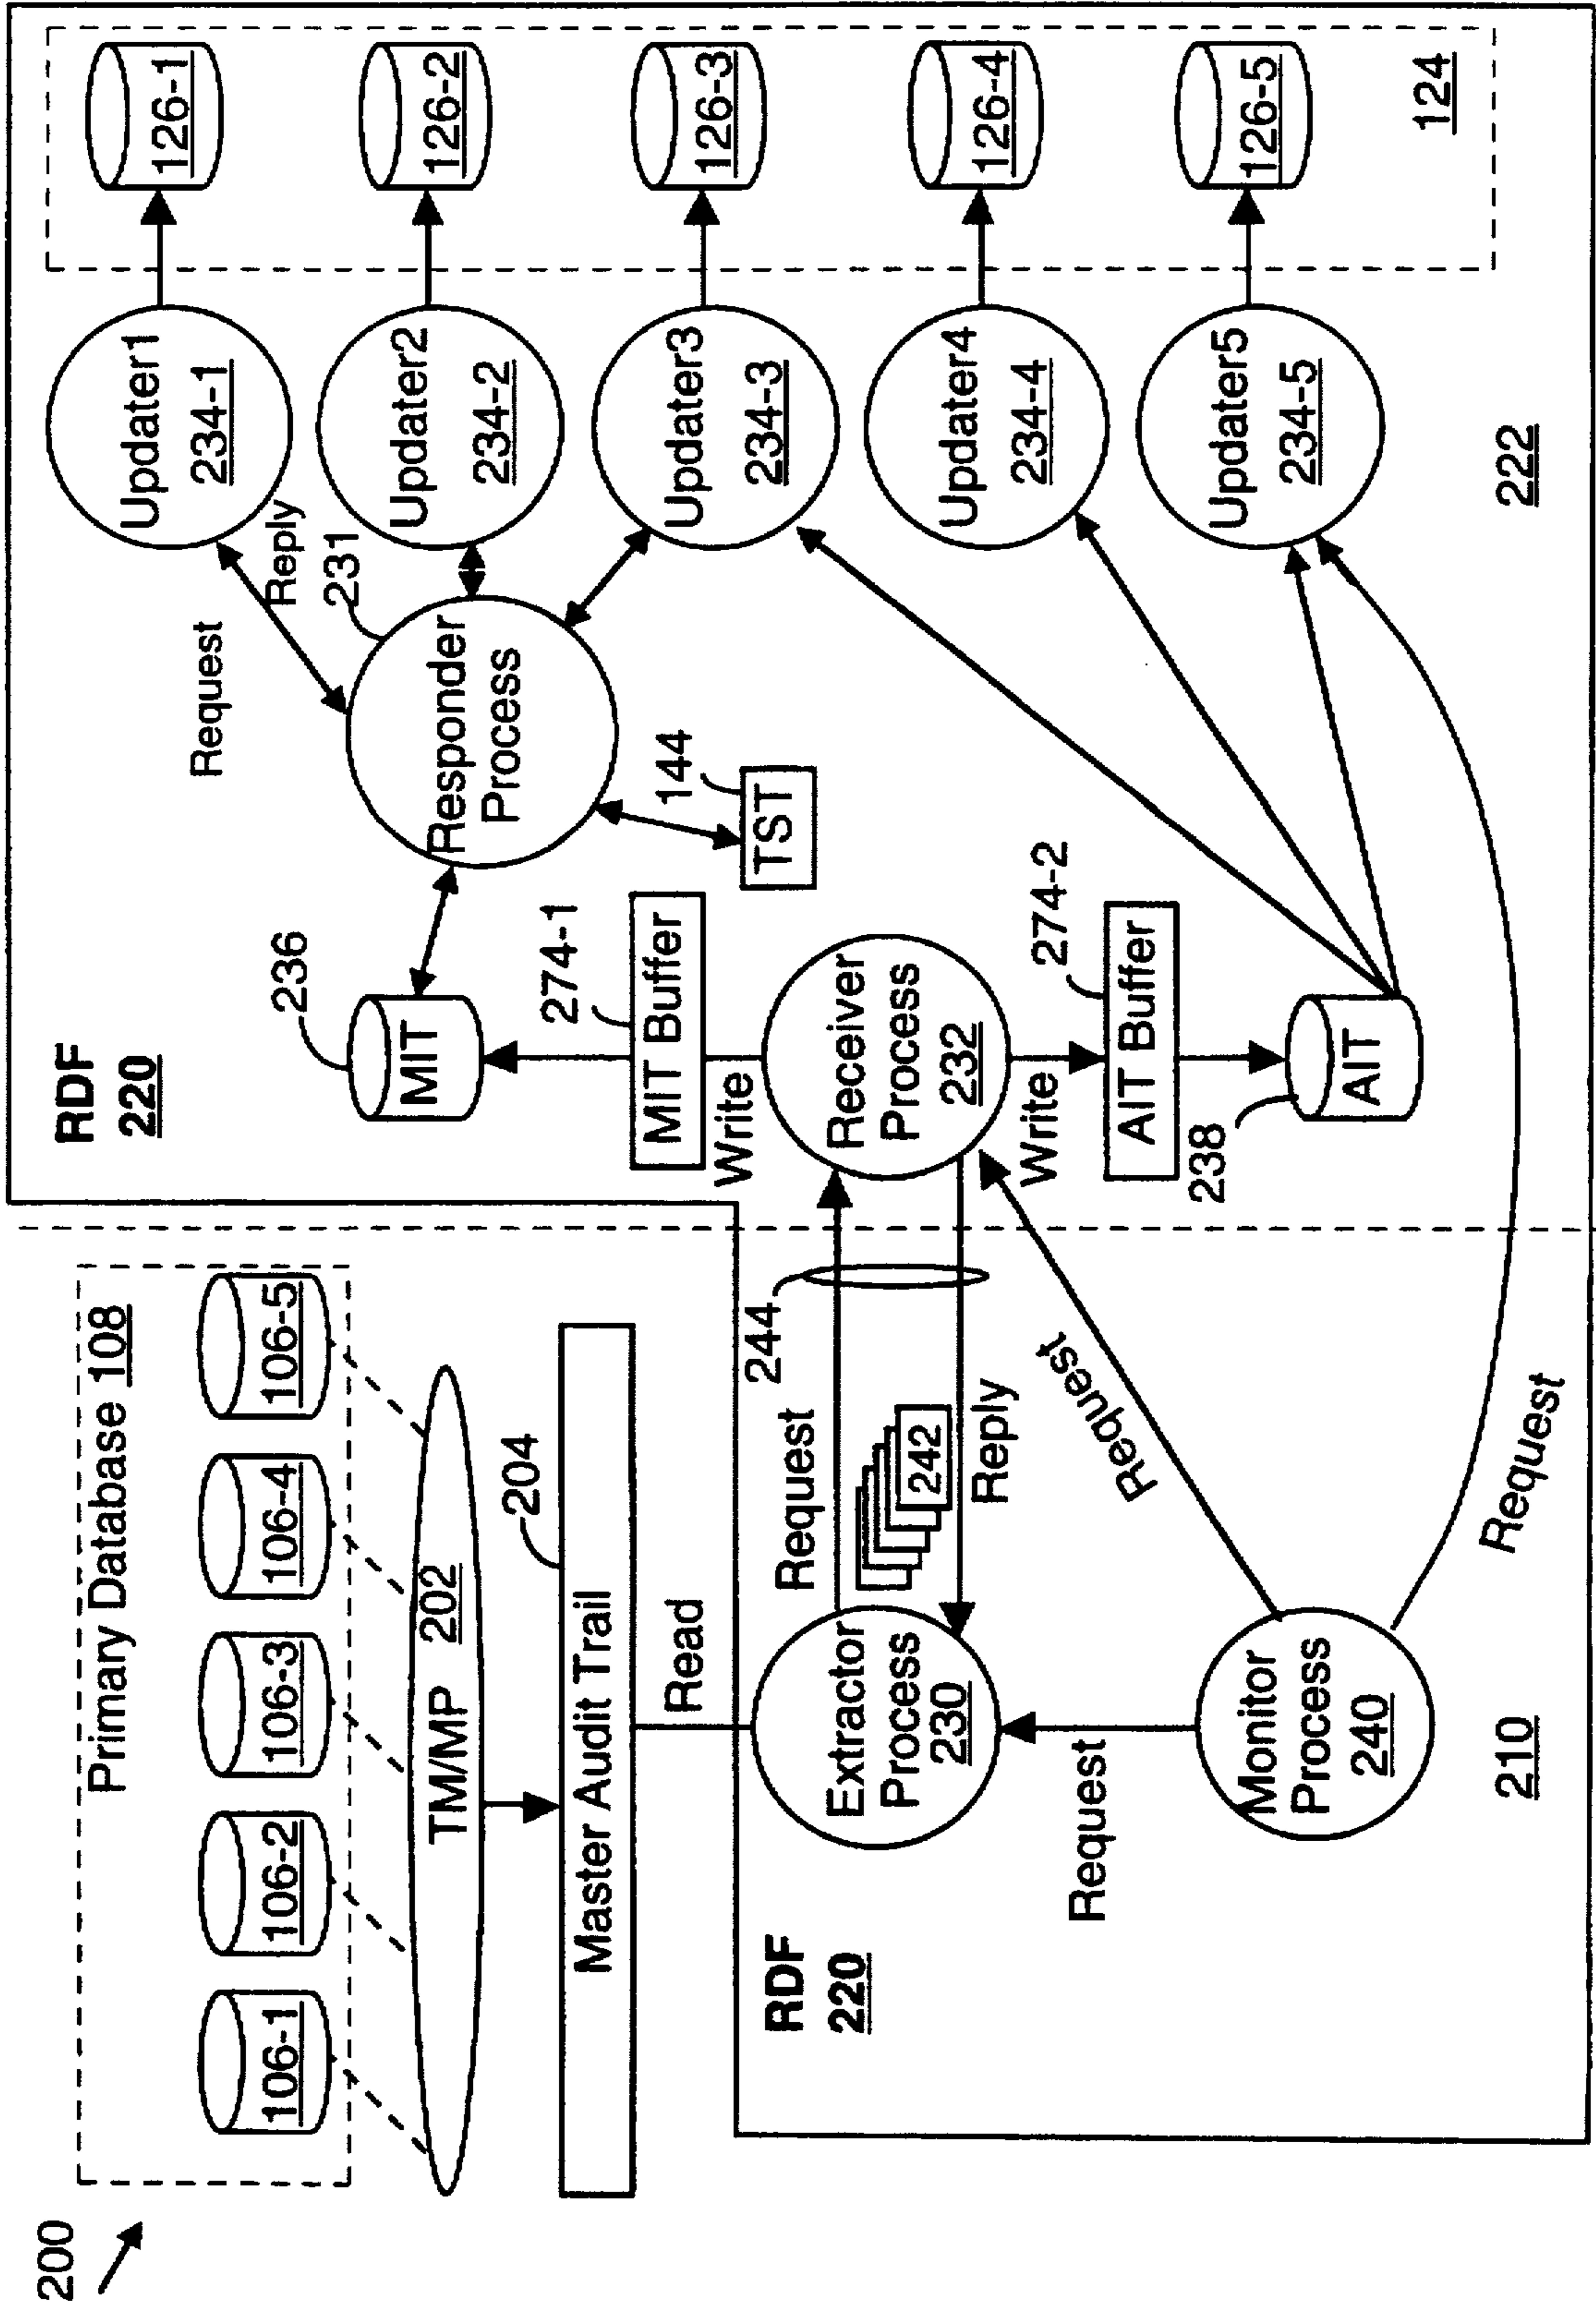 200
Primary Database 108
106-1
106-2
106-3
106-4
106-5
TM/MP 202
204
Master Audit Trail
Read
RDF
220
Extractor
Process
230
Request
242
Reply
244
Request
Monitor
Process
240
Request
Request
210
RDF
220
236
MIT
274-1
MIT Buffer
Write
Receiver
Process
232
Write
274-2
AIT Buffer
238
AIT
Responder
Process
231
144
TST
Request
Reply
Updater1
234-1
Updater2
234-2
Updater3
234-3
Updater4
234-4
Updater5
234-5
222
126-1
126-2
126-3
126-4
126-5
124